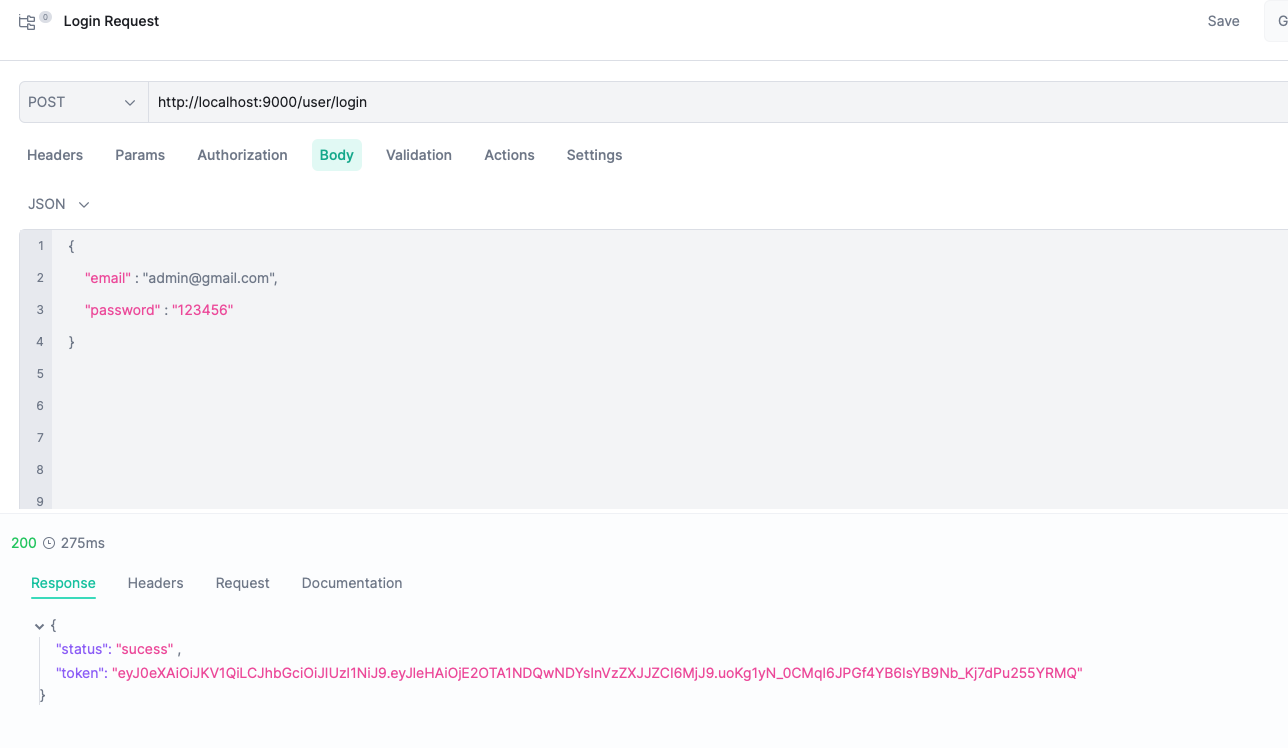 0 Login Request Save G
POST http://localhost:9000/user/login
Headers Params Authorization Body Validation Actions Settings
JSON
1 {
2 "email" : "admin@gmail.com",
3 "password" : "123456"
4 }
5
6
7
8
9
200 275ms
Response Headers Request Documentation
{
"status": "sucess" ,
"token": "eyJ0eXAiOiJKV1QiLCJhbGciOiJIUzI1NiJ9.eyJleHAiOjE2OTA1NDQwNDYsInVzZXJJZCI6MjJ9.uoKg1yN_0CMqI6JPGf4YB6IsYB9Nb_Kj7dPu255YRMQ"
}